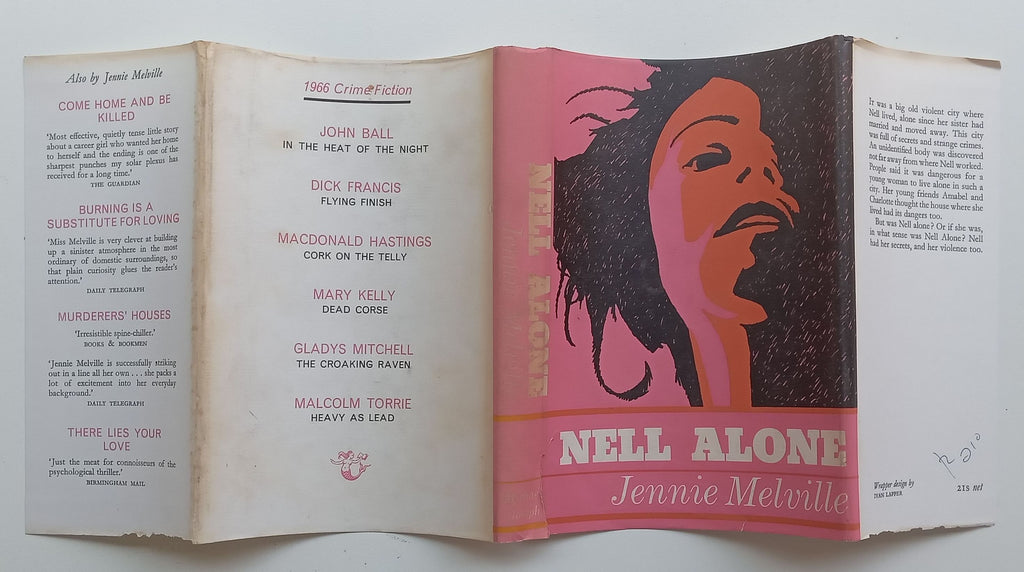 Also by Jennie Melville
COME HOME AND BE
KILLED
'Most effective, quietly tense little story
about a career girl who wanted her home
to herself and the ending is one of the
sharpest punches my solar plexus has
received for a long time.'
THE GUARDIAN
BURNING IS A
SUBSTITUTE FOR LOVING
'Miss Melville is very clever at building
up a sinister atmosphere in the most
ordinary of domestic surroundings, so
that plain curiosity glues the reader's
attention.'
DAILY TELEGRAPH
MURDERERS' HOUSES
'Irresistible spine-chiller.'
BOOKS & BOOKMEN
'Jennie Melville is successfully striking
out in a line all her own . . . she packs a
lot of excitement into her everyday
background.'
DAILY TELEGRAPH
THERE LIES YOUR
LOVE
'Just the meat for connoisseurs of the
psychological thriller.'
BIRMINGHAM MAIL
1966 Crime Fiction
JOHN BALL
IN THE HEAT OF THE NIGHT
DICK FRANCIS
FLYING FINISH
MACDONALD HASTINGS
CORK ON THE TELLY
MARY KELLY
DEAD CORSE
GLADYS MITCHELL
THE CROAKING RAVEN
MALCOLM TORRIE
HEAVY AS LEAD
NELL ALONE
NELL ALONE
Jennie Melville
It was a big old violent city where
Nell lived, alone since her sister had
married and moved away. This city
was full of secrets and strange crimes.
An unidentified body was discovered
not far away from where Nell worked.
People said it was dangerous for a
young woman to live alone in such a
city. Her young friends Amabel and
Charlotte thought the house where she
lived had its dangers too.
But was Nell alone? Or if she was,
in what sense was Nell Alone? Nell
had her secrets, and her violence too.
Wrapper design by
IVAN LAPPER
21s net